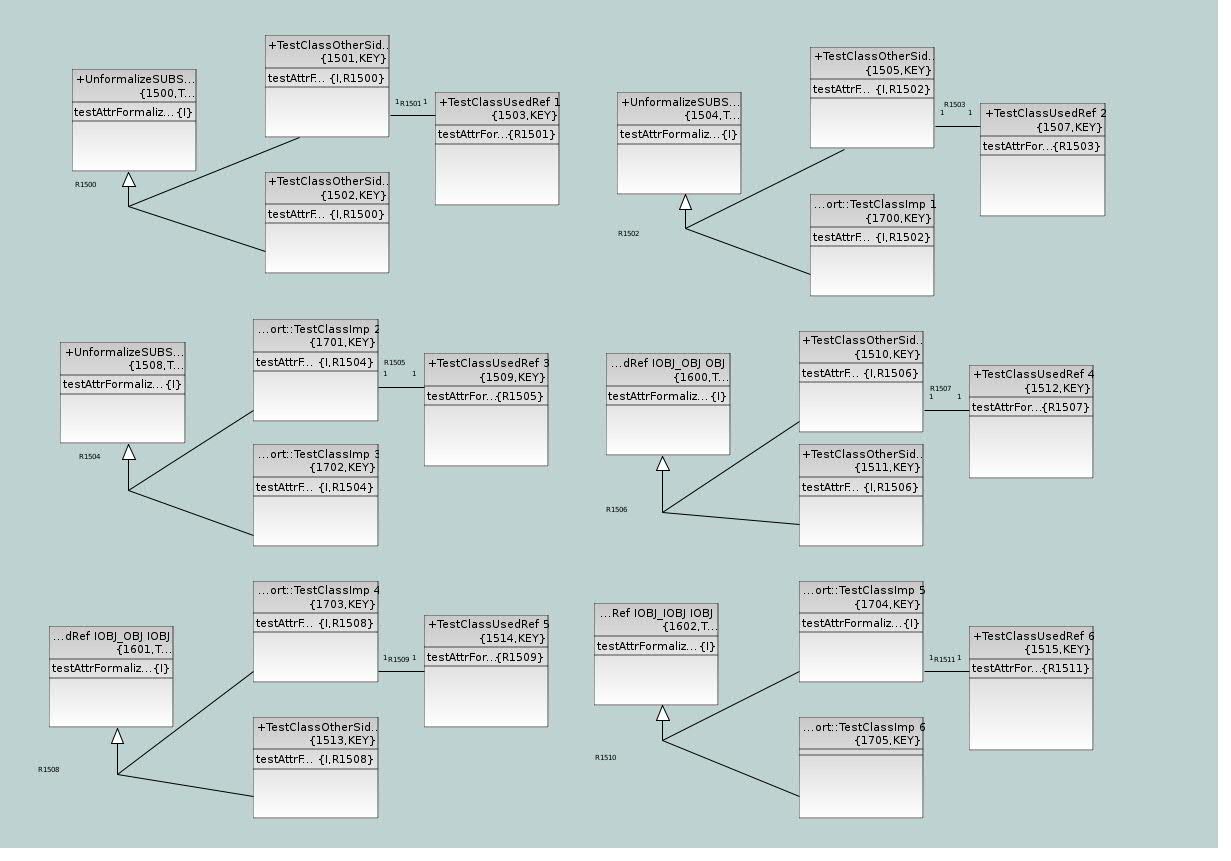 +UnformalizeSUBS...
{1500,T...
testAttrFormaliz... {I}
R1500
+TestClassOtherSid..
{1501,KEY}
testAttrF... {I,R1500}
1 R1501 1
+TestClassUsedRef 1
{1503,KEY}
testAttrFor...{R1501}
+TestClassOtherSid..
{1502,KEY}
testAttrF... {I,R1500}
+UnformalizeSUBS...
{1504,T...
testAttrFormaliz...{I}
R1502
+TestClassOtherSid..
{1505,KEY}
testAttrF... {I,R1502}
R1503
1 1
+TestClassUsedRef 2
{1507,KEY}
testAttrFor...{R1503}
...ort::TestClassImp 1
{1700,KEY}
testAttrF... {I,R1502}
+UnformalizeSUBS...
{1508,T...
testAttrFormaliz... {I}
R1504
...ort::TestClassImp 2
{1701,KEY}
testAttrF... {I,R1504}
R1505
1 1
+TestClassUsedRef 3
{1509,KEY}
testAttrFor...{R1505}
...ort::TestClassImp 3
{1702,KEY}
testAttrF... {I,R1504}
...dRef IOBJ_OBJ OBJ
{1600,T...
testAttrFormaliz... {I}
R1506
+TestClassOtherSid..
{1510,KEY}
testAttrF... {I,R1506}
R1507
1 1
+TestClassUsedRef 4
{1512,KEY}
testAttrFor...{R1507}
+TestClassOtherSid..
{1511,KEY}
testAttrF... {I,R1506}
...dRef IOBJ_OBJ IOBJ
{1601,T...
testAttrFormaliz...{I}
R1508
...ort::TestClassImp 4
{1703,KEY}
testAttrF... {I,R1508}
1 R1509 1
+TestClassUsedRef 5
{1514,KEY}
testAttrFor...{R1509}
+TestClassOtherSid..
{1513,KEY}
testAttrF... {I,R1508}
...Ref IOBJ_IOBJ IOBJ
{1602,T...
testAttrFormaliz... {I}
R1510
...ort::TestClassImp 5
{1704,KEY}
testAttrFormaliz...{I}
1 R1511 1
+TestClassUsedRef 6
{1515,KEY}
testAttrFor...{R1511}
...ort::TestClassImp 6
{1705,KEY}